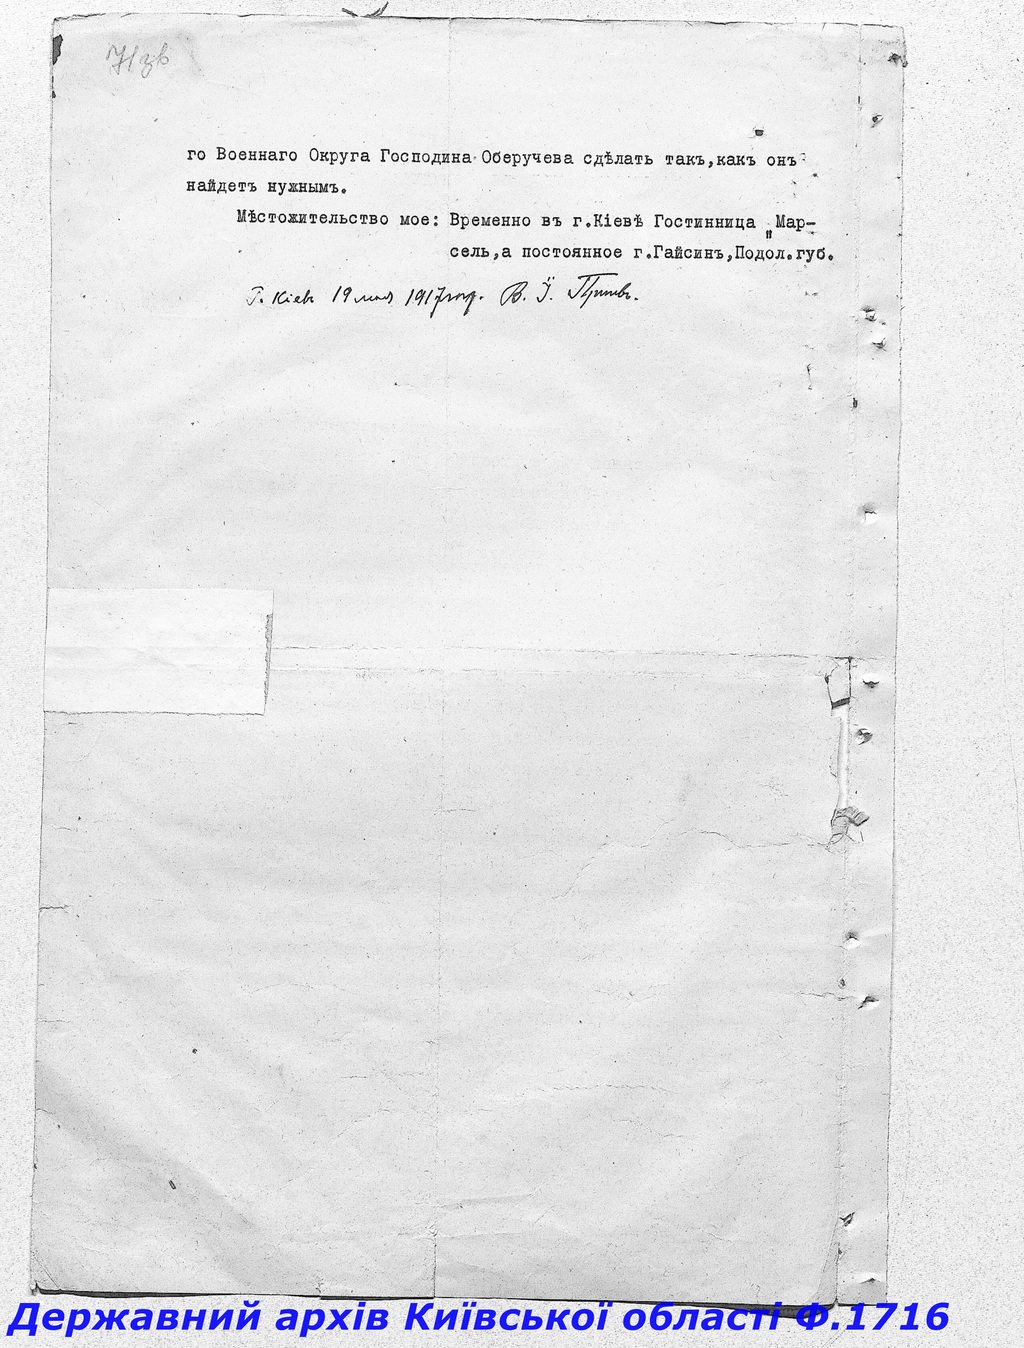 71зв
го Военнаго Округа Господина Оберучева сдѣлать такъ,какъ онъ
найдетъ нужнымъ.
Мѣстожительство мое: Временно въ г.Кіевѣ Гостинница „Мар-
сель,а постоянное г.Гайсинъ,Подол.губ.
Г. Кіевъ 19 мая 1917 год. В. І.
Державний архів Київської області Ф.1716